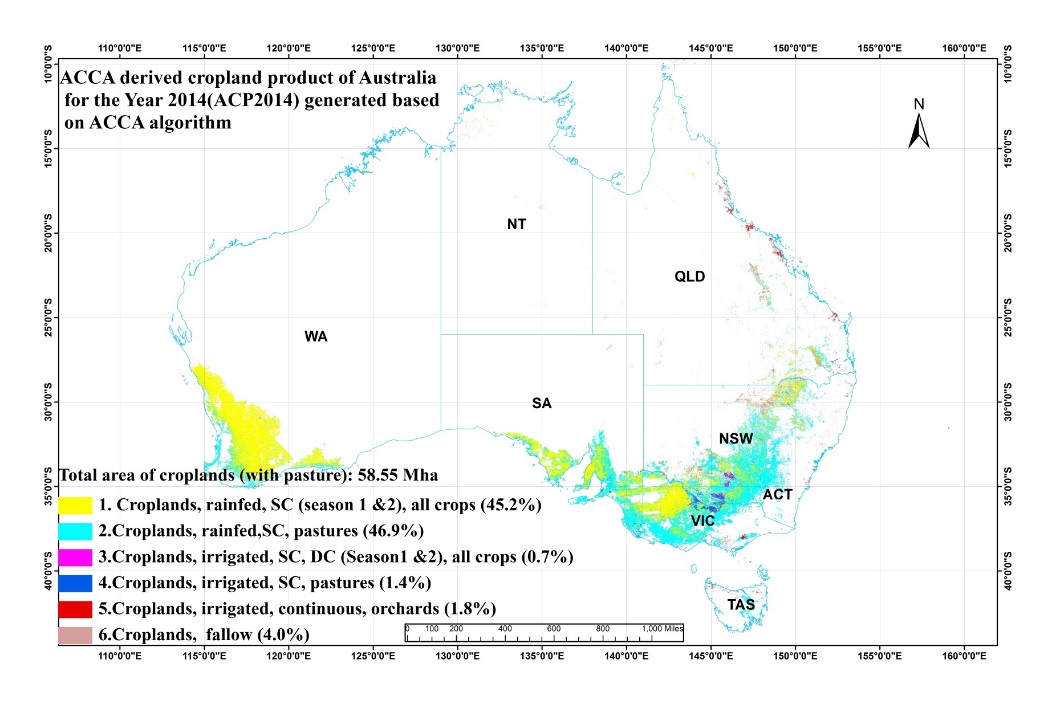 110°0'0"E 115°0'0"E 120°0'0"E 125°0'0"E 130°0'0"E 135°0'0"E 140°0'0"E 145°0'0"E 150°0'0"E 155°0'0"E 160°0'0"E
10°0'0"S 10°0'0"S
ACCA derived cropland product of Australia
for the Year 2014(ACP2014) generated based
on ACCA algorithm
N
15°0'0"S 15°0'0"S
NT
20°0'0"S 20°0'0"S
QLD
25°0'0"S 25°0'0"S
WA
SA
30°0'0"S 30°0'0"S
NSW
Total area of croplands (with pasture): 58.55 Mha
35°0'0"S 35°0'0"S
ACT
1. Croplands, rainfed, SC (season 1 &2), all crops (45.2%)
VIC
2.Croplands, rainfed,SC, pastures (46.9%)
3.Croplands, irrigated, SC, DC (Season1 &2), all crops (0.7%)
40°0'0"S 40°0'0"S
4.Croplands, irrigated, SC, pastures (1.4%)
TAS
5.Croplands, irrigated, continuous, orchards (1.8%)
6.Croplands, fallow (4.0%)
0 100 200 400 600 800 1,000 Miles
110°0'0"E 115°0'0"E 120°0'0"E 125°0'0"E 130°0'0"E 135°0'0"E 140°0'0"E 145°0'0"E 150°0'0"E 155°0'0"E 160°0'0"E